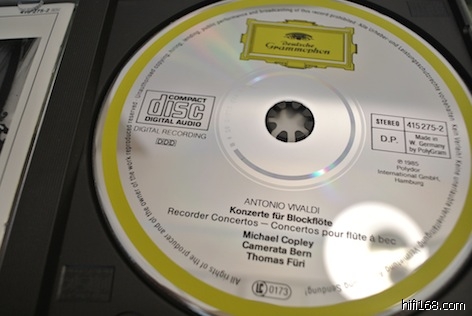 415 275-2
Deutsche
Grammophon
COMPACT
disc
DIGITAL AUDIO
DIGITAL RECORDING
DDD
STEREO 415 275-2
D.P. Made in
W. Germany
by PolyGram
℗ 1985
Polydor
International GmbH,
Hamburg
ANTONIO VIVALDI
Konzerte für Blockflöte
Recorder Concertos – Concertos pour flûte à bec
Michael Copley
Camerata Bern
Thomas Füri
LC 0173
All rights of the producer and of the owner of the work reproduced reserved
hifi168.com